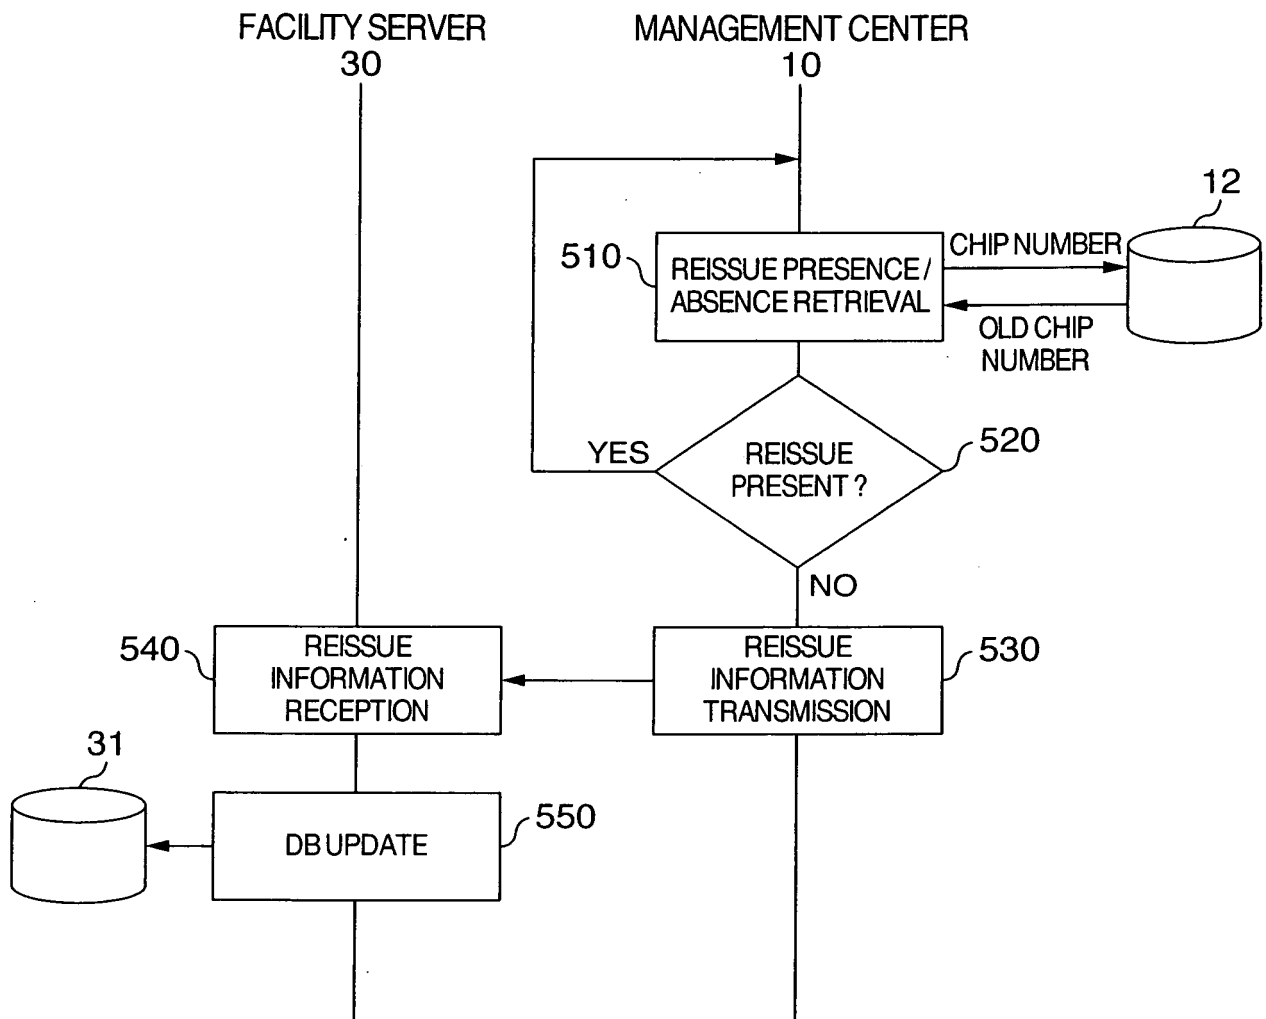 FACILITY SERVER
30
MANAGEMENT CENTER
10
12
510
REISSUE PRESENCE /
ABSENCE RETRIEVAL
CHIP NUMBER
OLD CHIP
NUMBER
520
YES
REISSUE
PRESENT ?
NO
540
REISSUE
INFORMATION
RECEPTION
REISSUE
INFORMATION
TRANSMISSION
530
31
DB UPDATE
550